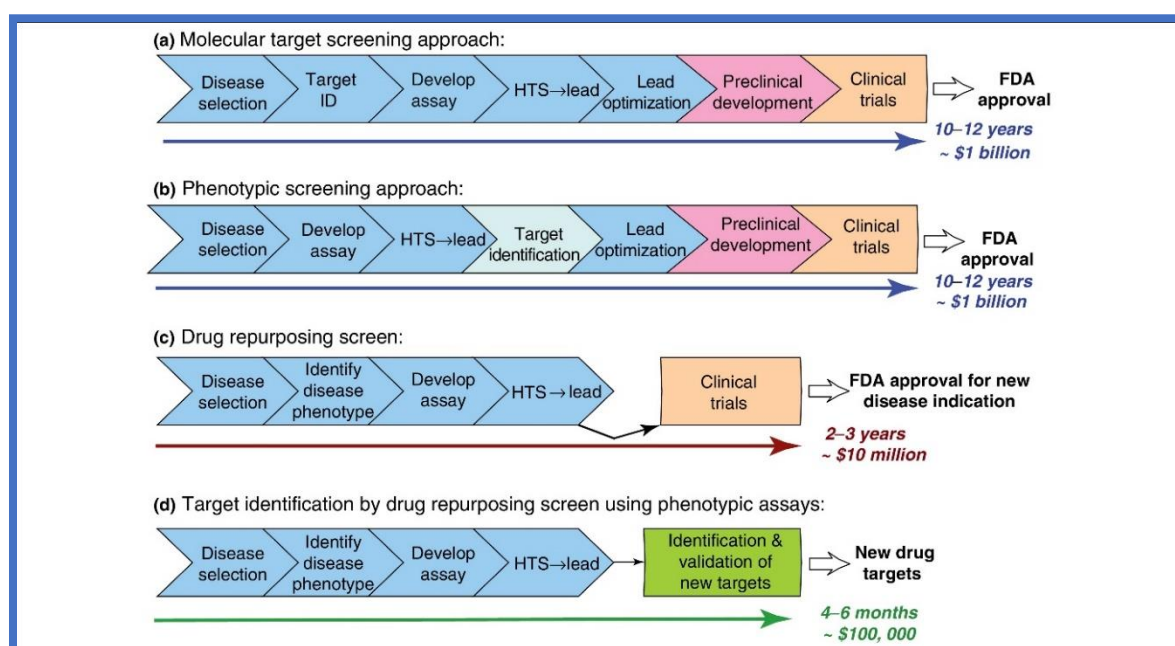 (a) Molecular target screening approach:
Disease selection
Target ID
Develop assay
HTS→lead
Lead optimization
Preclinical development
Clinical trials
FDA approval
10–12 years
~ $1 billion
(b) Phenotypic screening approach:
Disease selection
Develop assay
HTS→lead
Target identification
Lead optimization
Preclinical development
Clinical trials
FDA approval
10–12 years
~ $1 billion
(c) Drug repurposing screen:
Disease selection
Identify disease phenotype
Develop assay
HTS→lead
Clinical trials
FDA approval for new disease indication
2–3 years
~ $10 million
(d) Target identification by drug repurposing screen using phenotypic assays:
Disease selection
Identify disease phenotype
Develop assay
HTS→lead
Identification & validation of new targets
New drug targets
4–6 months
~ $100, 000